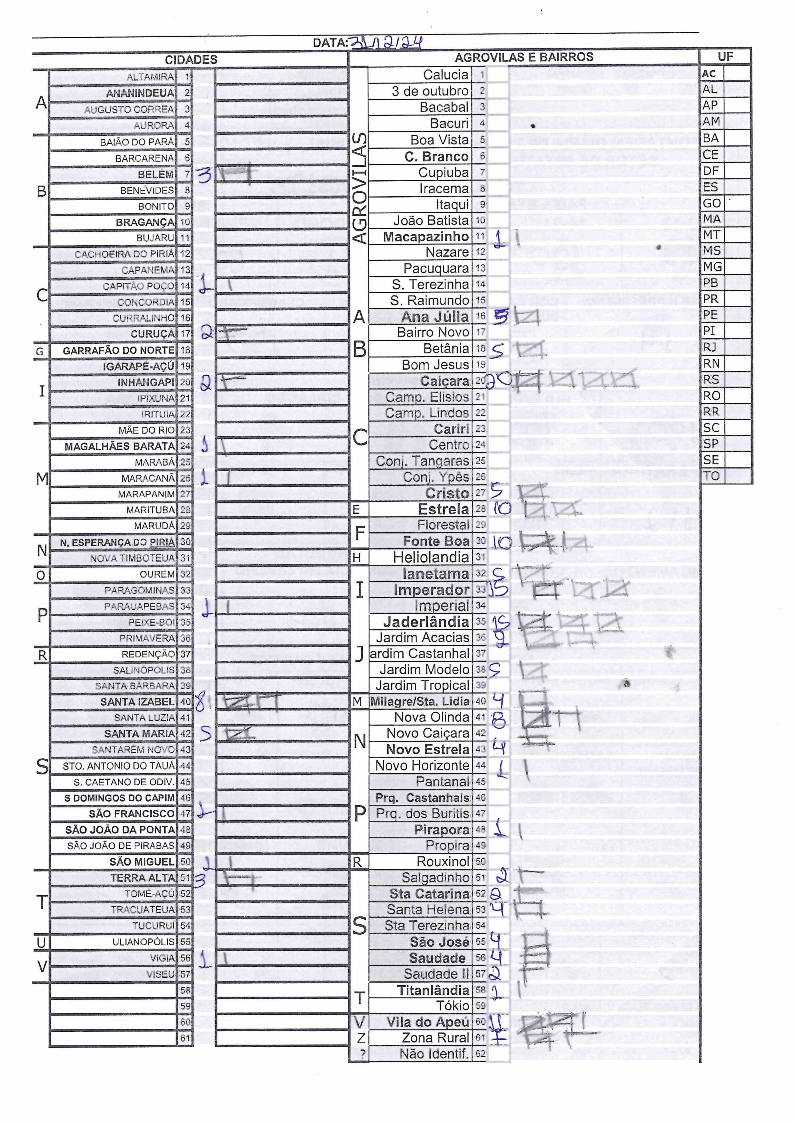 DATA: 31/12/24
CIDADES
A
ALTAMIRA 1
ANANINDEUA 2
AUGUSTO CORREA 3
AURORA 4
B
BAIÃO DO PARÁ 5
BARCARENA 6
BELÉM 7 3
BENEVIDES 8
BONITO 9
BRAGANÇA 10
BUJARU 11
C
CACHOEIRA DO PIRIÁ 12
CAPANEMA 13
CAPITÃO POÇO 14 1
CONCORDIA 15
CURRALINHO 16
CURUÇA 17 2
G
GARRAFÃO DO NORTE 18
I
IGARAPÉ-AÇÚ 19
INHANGAPI 20 2
IPIXUNA 21
IRITUIA 22
M
MÃE DO RIO 23
MAGALHÃES BARATA 24 1
MARABÁ 25
MARACANÃ 26 1
MARAPANIM 27
MARITUBA 28
MARUDÁ 29
N
N. ESPERANÇA DO PIRIÁ 30
NOVA TIMBOTEUA 31
O
OUREM 32
P
PARAGOMINAS 33
PARAUAPEBAS 34 1
PEIXE-BOI 35
PRIMAVERA 36
R
REDENÇÃO 37
S
SALINÓPOLIS 38
SANTA BÁRBARA 39
SANTA IZABEL 40 8
SANTA LUZIA 41
SANTA MARIA 42 5
SANTARÉM NOVO 43
STO. ANTONIO DO TAUÁ 44
S. CAETANO DE ODIV. 45
S DOMINGOS DO CAPIM 46
SÃO FRANCISCO 47 1
SÃO JOÃO DA PONTA 48
SÃO JOÃO DE PIRABAS 49
SÃO MIGUEL 50 1
T
TERRA ALTA 51 3
TOMÉ-AÇÚ 52
TRACUATEUA 53
TUCURUI 54
U
ULIANOPÓLIS 55
V
VIGIA 56 1
VISEU 57
58
59
60
61
AGROVILAS E BAIRROS
AGROVILAS
Calucia 1
3 de outubro 2
Bacabal 3
Bacuri 4
Boa Vista 5
C. Branco 6
Cupiuba 7
Iracema 8
Itaqui 9
João Batista 10
Macapazinho 11 1
Nazare 12
Pacuquara 13
S. Terezinha 14
S. Raimundo 15
A
Ana Júlia 16 5
B
Bairro Novo 17
Betânia 18 5
Bom Jesus 19
C
Caiçara 20 20
Camp. Elisios 21
Camp. Lindos 22
Cariri 23
Centro 24
Conj. Tangaras 25
Conj. Ypês 26
Cristo 27 5
E
Estrela 28 10
F
Florestal 29
Fonte Boa 30 10
H
Heliolandia 31
I
Ianetama 32 5
Imperador 33 15
Imperial 34
J
Jaderlândia 35 15
Jardim Acacias 36 9
ardim Castanhal 37
Jardim Modelo 38 5
Jardim Tropical 39
M
Milagre/Sta. Lidia 40 4
N
Nova Olinda 41 8
Novo Caiçara 42
Novo Estrela 43 4
Novo Horizonte 44 1
P
Pantanal 45
Prq. Castanhais 46
Prq. dos Buritis 47
Pirapora 48 1
Propira 49
R
Rouxinol 50
S
Salgadinho 51 2
Sta Catarina 52 2
Santa Helena 53 4
Sta Terezinha 54
São José 55 4
Saudade 56 4
Saudade II 57 2
T
Titanlândia 58 1
Tókio 59
V
Vila do Apeú 60 11
Z
Zona Rural 61
?
Não Identif. 62
UF
AC
AL
AP
AM
BA
CE
DF
ES
GO
MA
MT
MS
MG
PB
PR
PE
PI
RJ
RN
RS
RO
RR
SC
SP
SE
TO